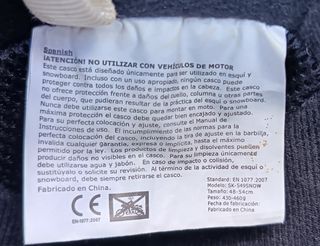 Spanish
¡ATENCIÓN! NO UTILIZAR CON VEHÍCULOS DE MOTOR
Este casco está diseñado únicamente para ser utilizado en esquí y
snowboard. Incluso con un uso apropiado, ningún casco puede
proteger contra todos los daños e impactos en la cabeza. Este casco
no ofrece protección frente a daños del cuello, columna u otras partes
del cuerpo, que pudieran resultar de la práctica del esquí o snowboard.
Nunca debe utilizarse este casco para montar en moto. Para una
máxima protección el casco debe quedar bien encajado y ajustado.
Para su perfecta colocación y ajuste, consulte el Manual de
Instrucciones de uso. El incumplimiento de las normas para la
perfecta colocación del casco, incluyendo la tira de ajuste en la barbilla,
invalida cualquier garantía, expresa o implícita, hasta el máximo
permitido por la ley. Los productos de limpieza y disolventes pueden
producir daños no visibles en el casco. Para su limpieza únicamente
debe utilizarse agua y jabón. En caso de impacto o colisión,
sustitúyalo o solicite su revisión. Al término de la actividad de esquí o
snowboard, debe siempre retirarse el casco.
Fabricado en China.
CE
EN:1077:2007
Standard: EN 1077:2007
Modelo: SK-549SNOW
Tamaño: 48-54cm
Peso: 430-460g
Fecha de fabricación:
Fabricado en China.